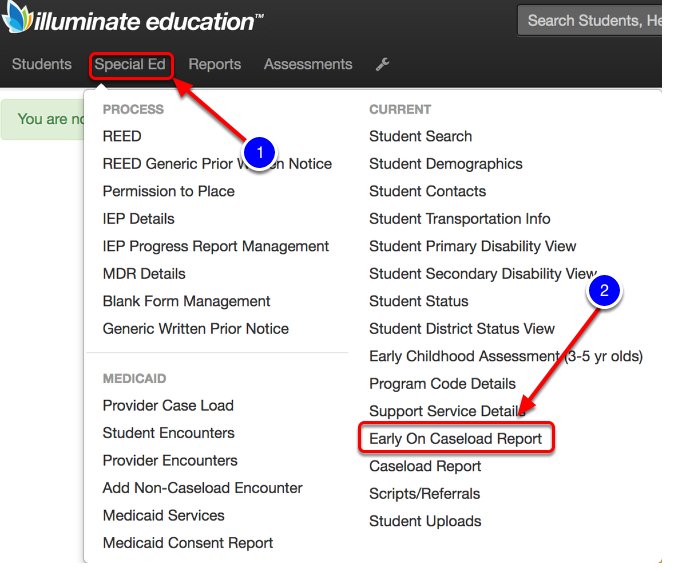 illuminate education™
Search Students, He
Students Special Ed Reports Assessments
You are no
PROCESS
REED
REED Generic Prior Written Notice
Permission to Place
IEP Details
IEP Progress Report Management
MDR Details
Blank Form Management
Generic Written Prior Notice
MEDICAID
Provider Case Load
Student Encounters
Provider Encounters
Add Non-Caseload Encounter
Medicaid Services
Medicaid Consent Report
CURRENT
Student Search
Student Demographics
Student Contacts
Student Transportation Info
Student Primary Disability View
Student Secondary Disability View
Student Status
Student District Status View
Early Childhood Assessment (3-5 yr olds)
Program Code Details
Support Service Details
Early On Caseload Report
Caseload Report
Scripts/Referrals
Student Uploads
1
2